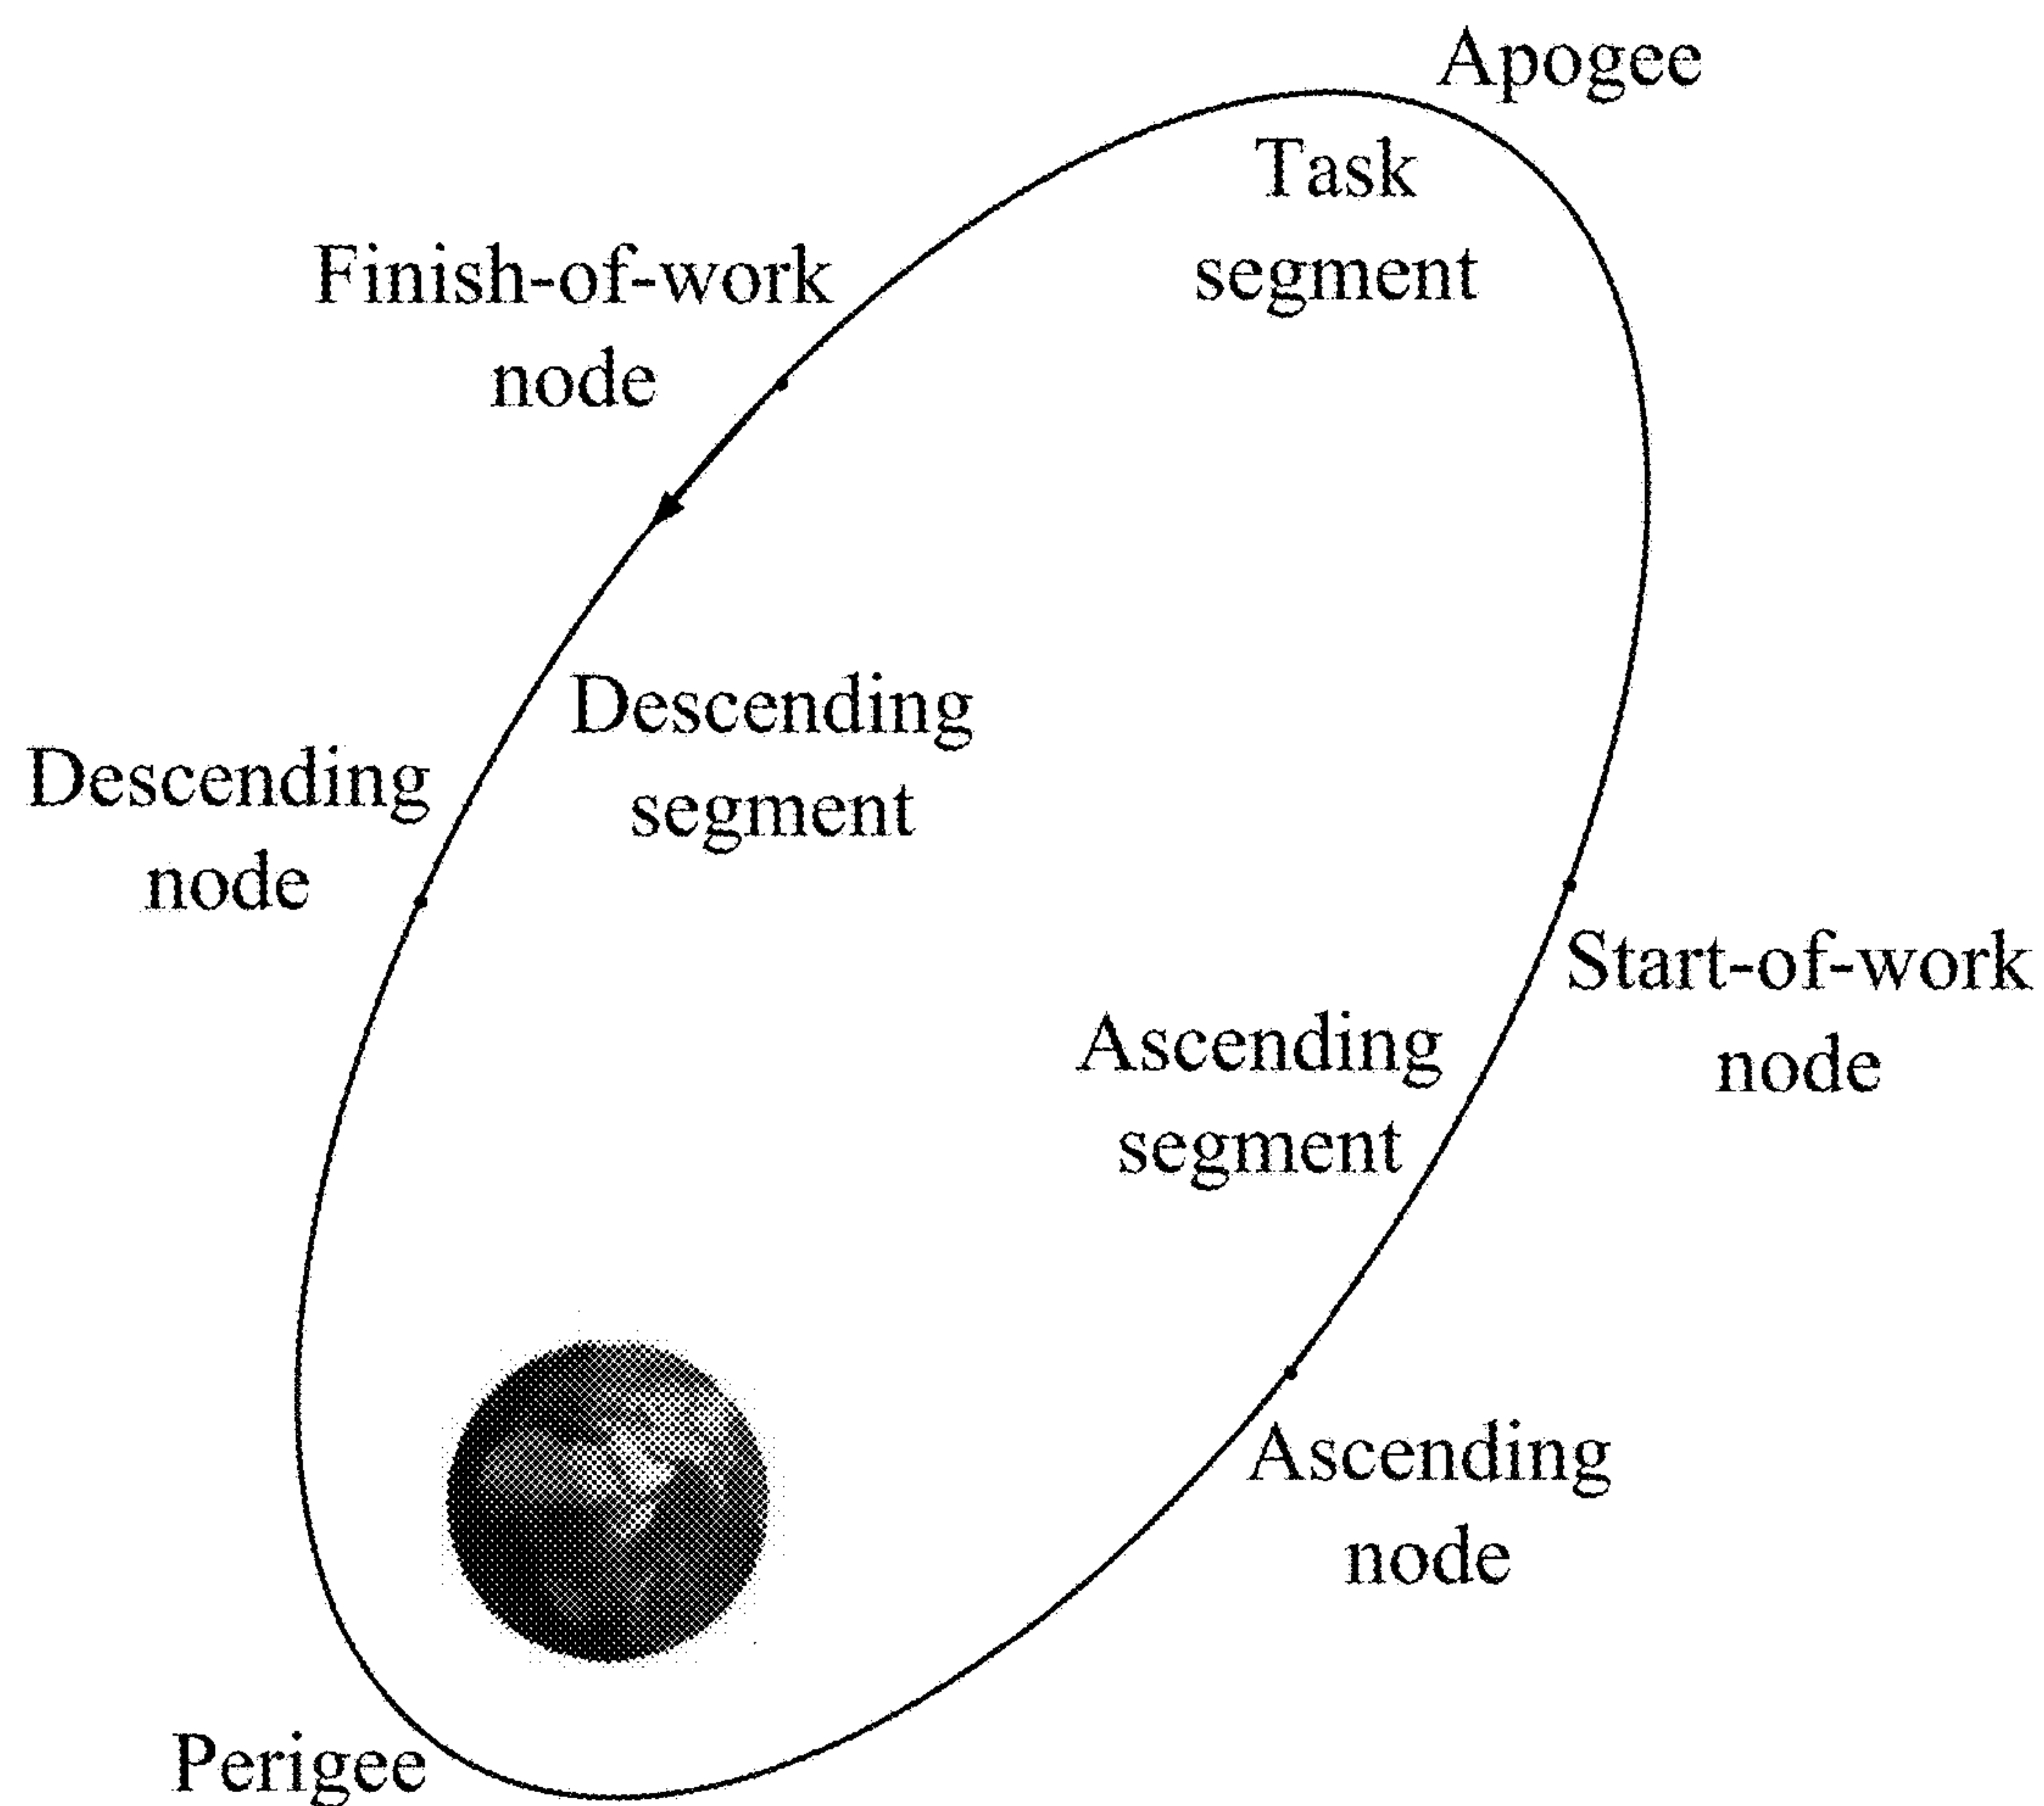 Apogee
Task
segment
Finish-of-work
node
Descending
segment
Descending
node
Start-of-work
node
Ascending
segment
Ascending
node
Perigee